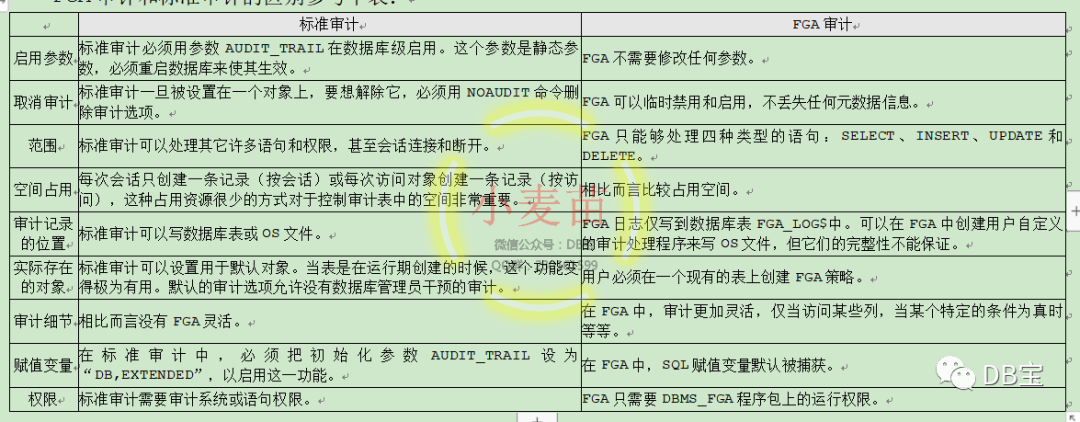 标准审计 FGA 审计
启用参数 标准审计必须用参数 AUDIT_TRAIL 在数据库级启用。这个参数是静态参 FGA 不需要修改任何参数。
数，必须重启数据库来使其生效。
取消审计 标准审计一旦被设置在一个对象上，要想解除它，必须用 NOAUDIT 命令删 FGA 可以临时禁用和启用，不丢失任何元数据信息。
除审计选项。
范围 标准审计可以处理其它许多语句和权限，甚至会话连接和断开。 FGA 只能够处理四种类型的语句：SELECT、INSERT、UPDATE 和
DELETE。
空间占用 每次会话只创建一条记录（按会话）或每次访问对象创建一条记录（按访 相比而言比较占用空间。
问），这种占用资源很少的方式对于控制审计表中的空间非常重要。
审计记录 标准审计可以写数据库表或 OS 文件。 FGA 日志仅写到数据库表 FGA_LOG$中。可以在 FGA 中创建用户自定义
的位置 的审计处理程序来写 OS 文件，但它们的完整性不能保证。
实际存在 标准审计可以设置用于默认对象。当表是在运行期创建的时候，这个功能变 用户必须在一个现有的表上创建 FGA 策略。
的对象 得极为有用。默认的审计选项允许没有数据库管理员干预的审计。
审计细节 相比而言没有 FGA 灵活。 在 FGA 中，审计更加灵活，仅当访问某些列，当某个特定的条件为真时
等等。
赋值变量 在标准审计中，必须把初始化参数 AUDIT_TRAIL 设为 在 FGA 中，SQL 赋值变量默认被捕获。
“DB,EXTENDED”，以启用这一功能。
权限 标准审计需要审计系统或语句权限。 FGA 只需要 DBMS_FGA 程序包上的运行权限。
小麦苗
微信公众号：DB
DB宝